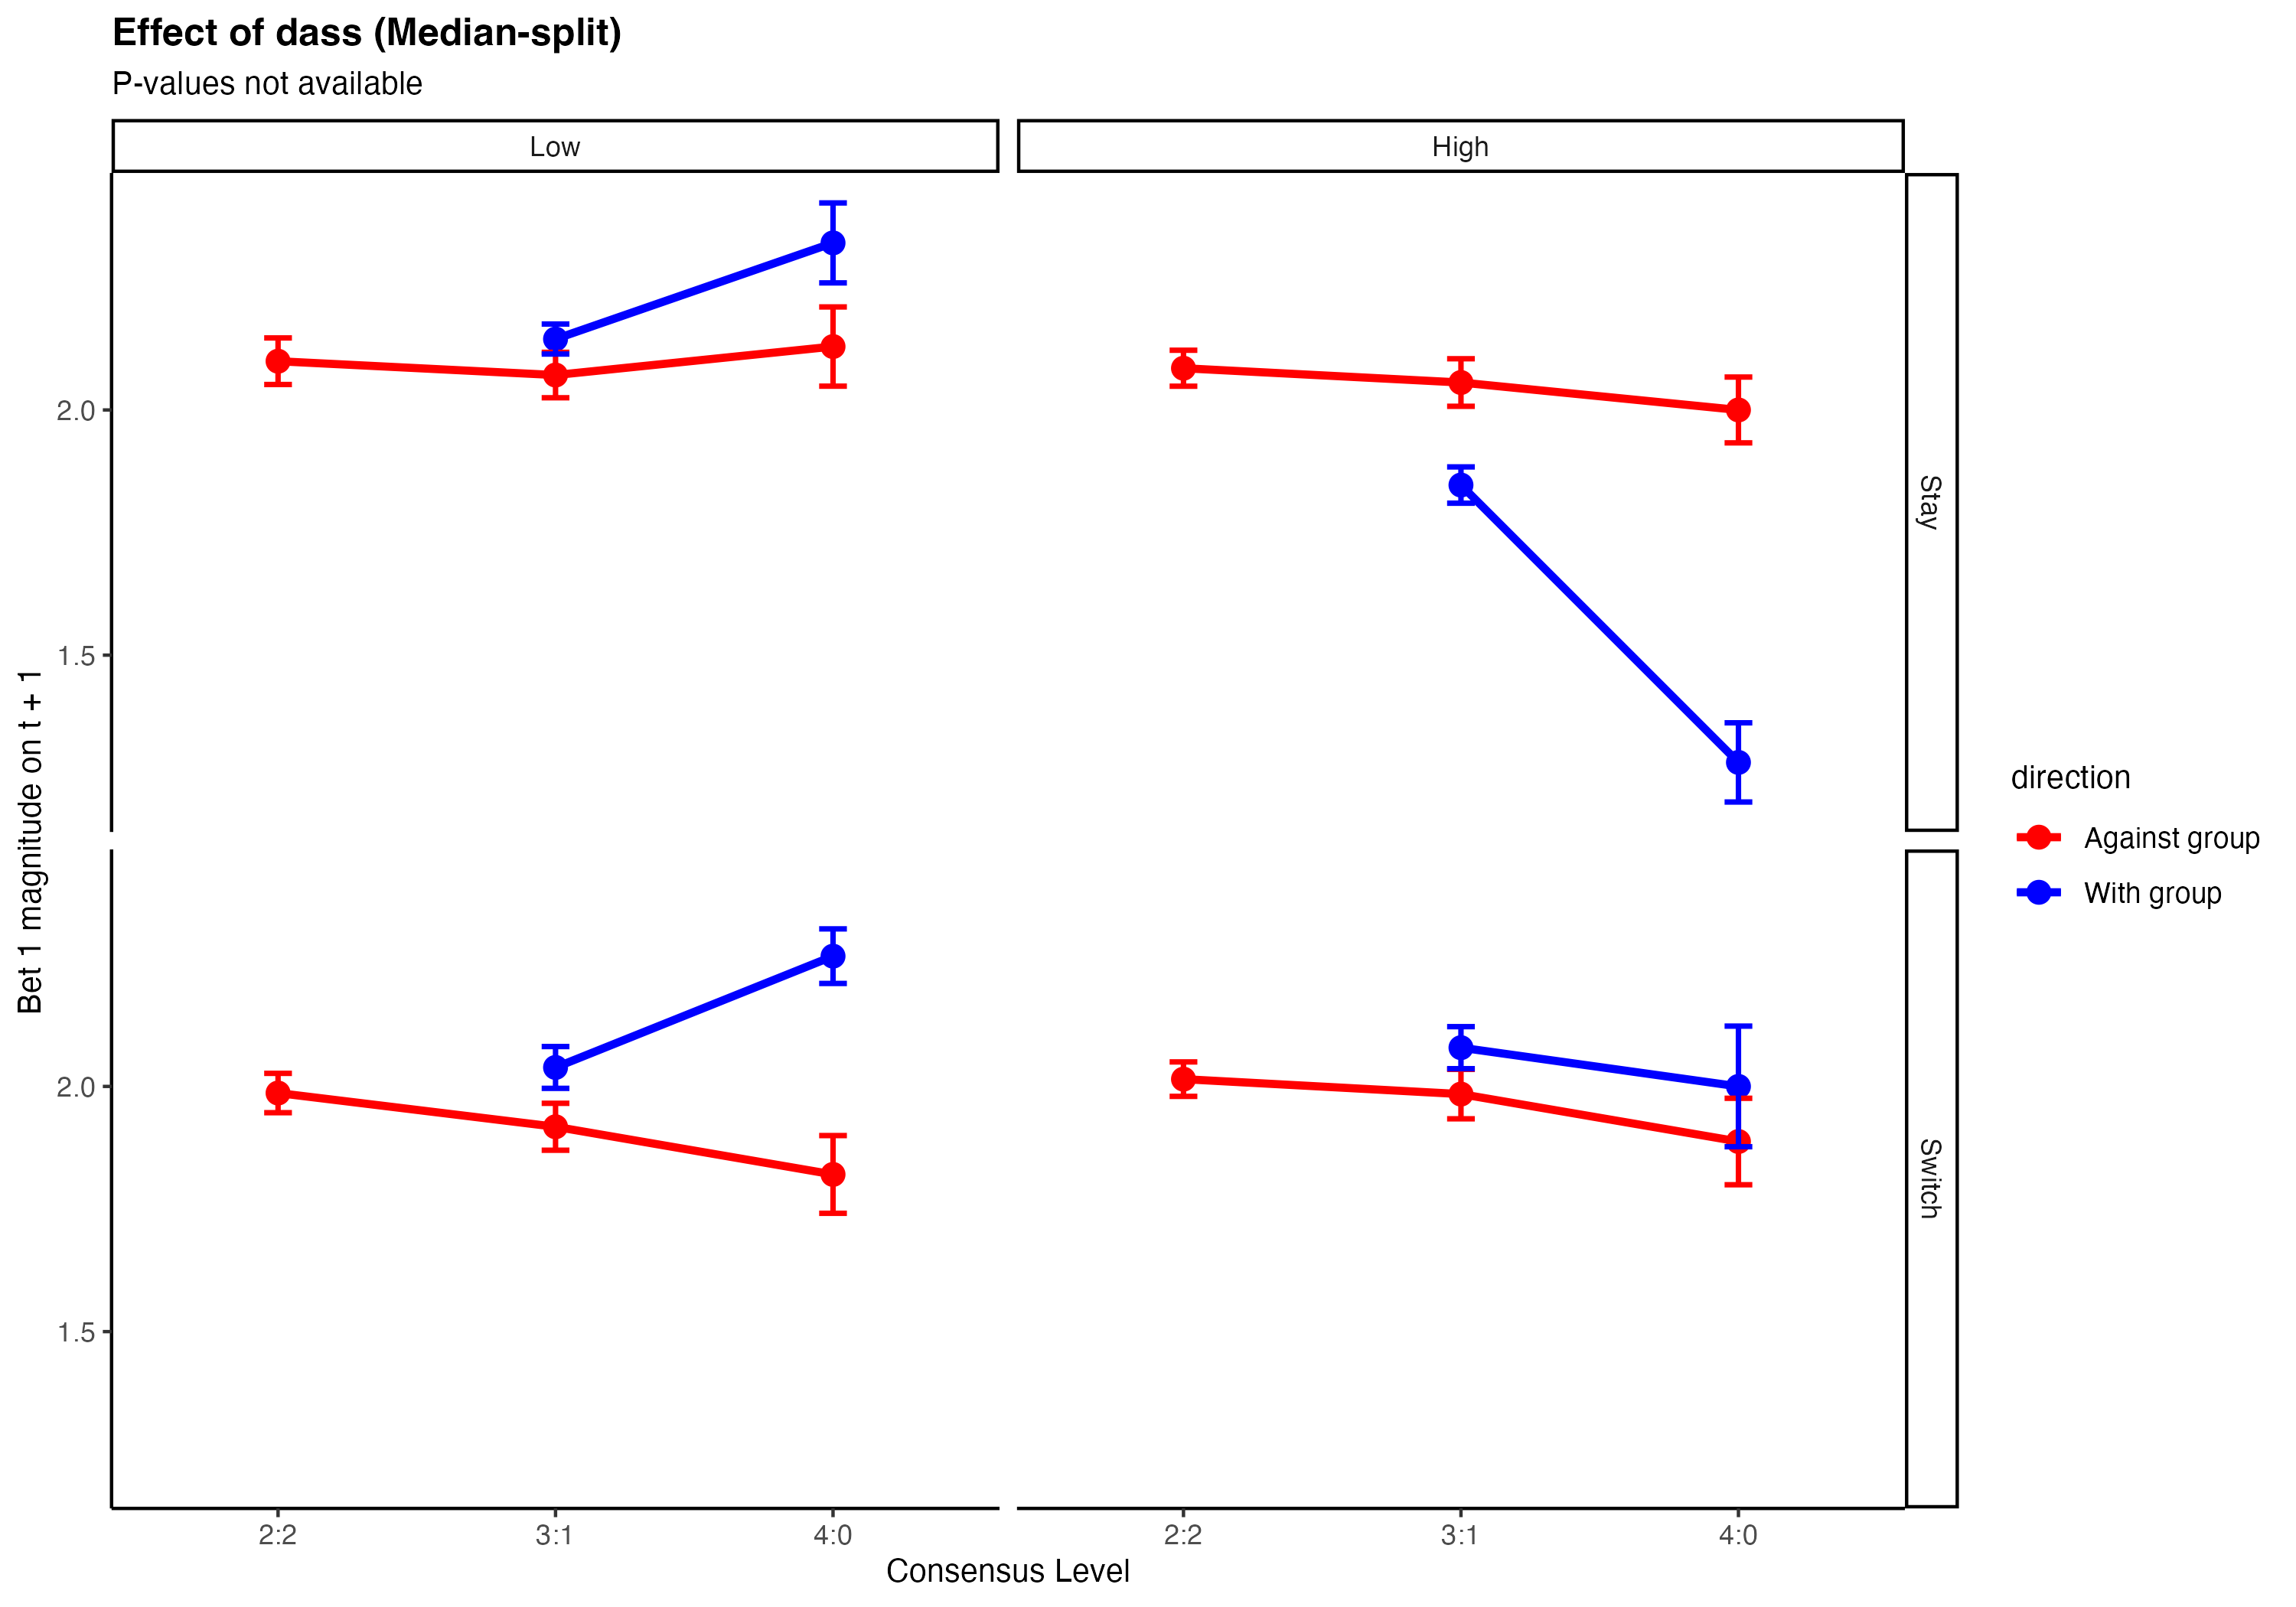 Effect of dass (Median-split)
P-values not available
Low
High
Stay
Switch
2.0
1.5
2.0
1.5
Bet 1 magnitude on t + 1
2:2
3:1
4:0
2:2
3:1
4:0
Consensus Level
direction
Against group
With group